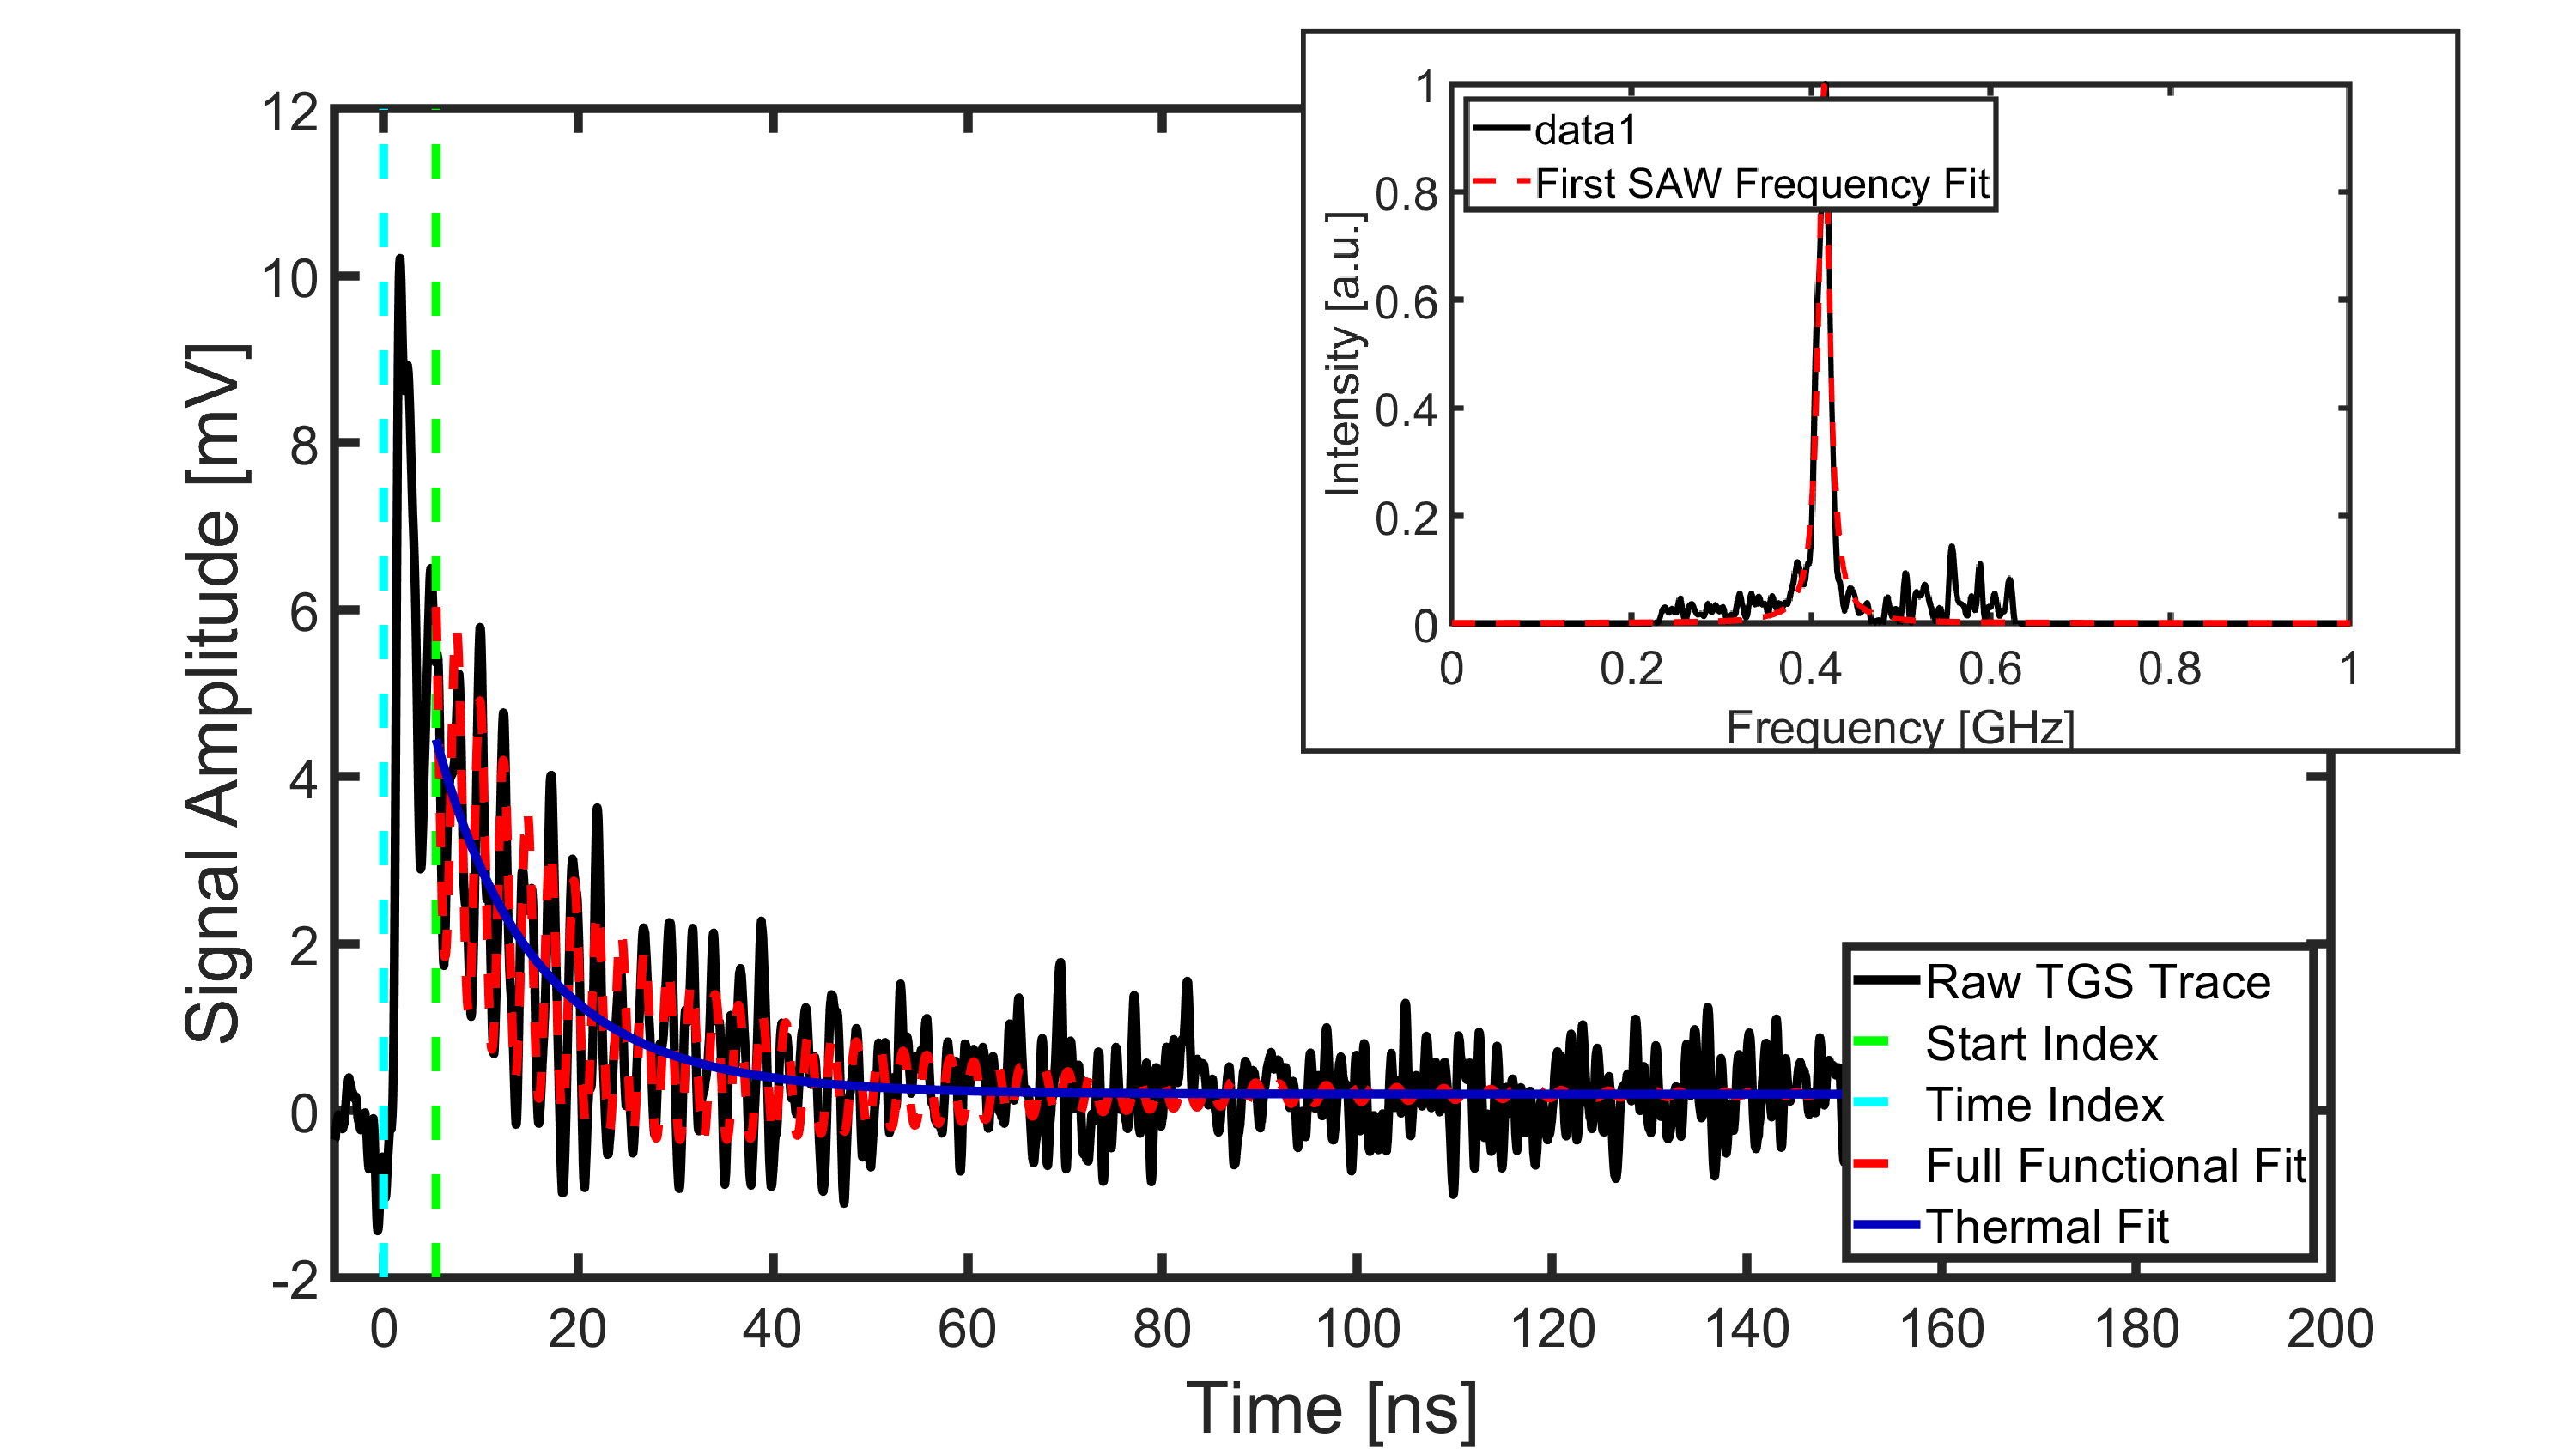 12
10
8
6
4
2
0
-2
Signal Amplitude [mV]
0 20 40 60 80 100 120 140 160 180 200
Time [ns]
Raw TGS Trace
Start Index
Time Index
Full Functional Fit
Thermal Fit
1
0.8
0.6
0.4
0.2
0
Intensity [a.u.]
data1
First SAW Frequency Fit
0 0.2 0.4 0.6 0.8 1
Frequency [GHz]